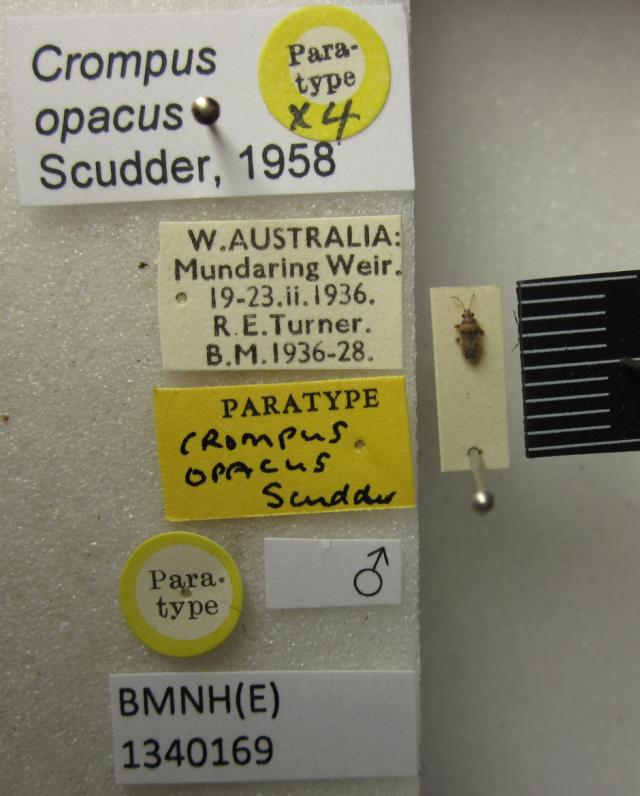 Crompus
opacus
Scudder, 1958
Para-
type
x4
W. AUSTRALIA:
Mundaring Weir.
19-23.ii.1936.
R.E.Turner.
B.M.1936-28.
PARATYPE
CROMPUS
OPACUS
Scudder
Para-
type
♂
BMNH(E)
1340169